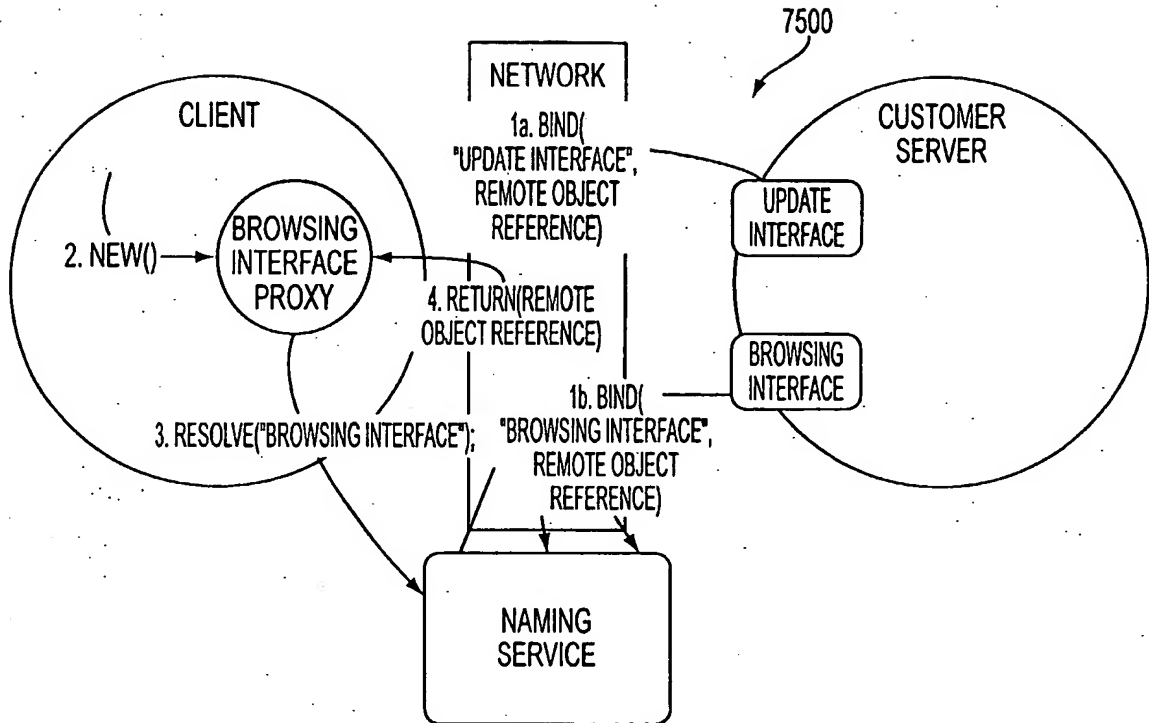 7500
NETWORK
CLIENT
1a. BIND(
"UPDATE INTERFACE",
REMOTE OBJECT
REFERENCE)
CUSTOMER
SERVER
UPDATE
INTERFACE
2. NEW()
BROWSING
INTERFACE
PROXY
4. RETURN(REMOTE
OBJECT REFERENCE)
BROWSING
INTERFACE
1b. BIND(
"BROWSING INTERFACE",
REMOTE OBJECT
REFERENCE)
3. RESOLVE("BROWSING INTERFACE");
NAMING
SERVICE